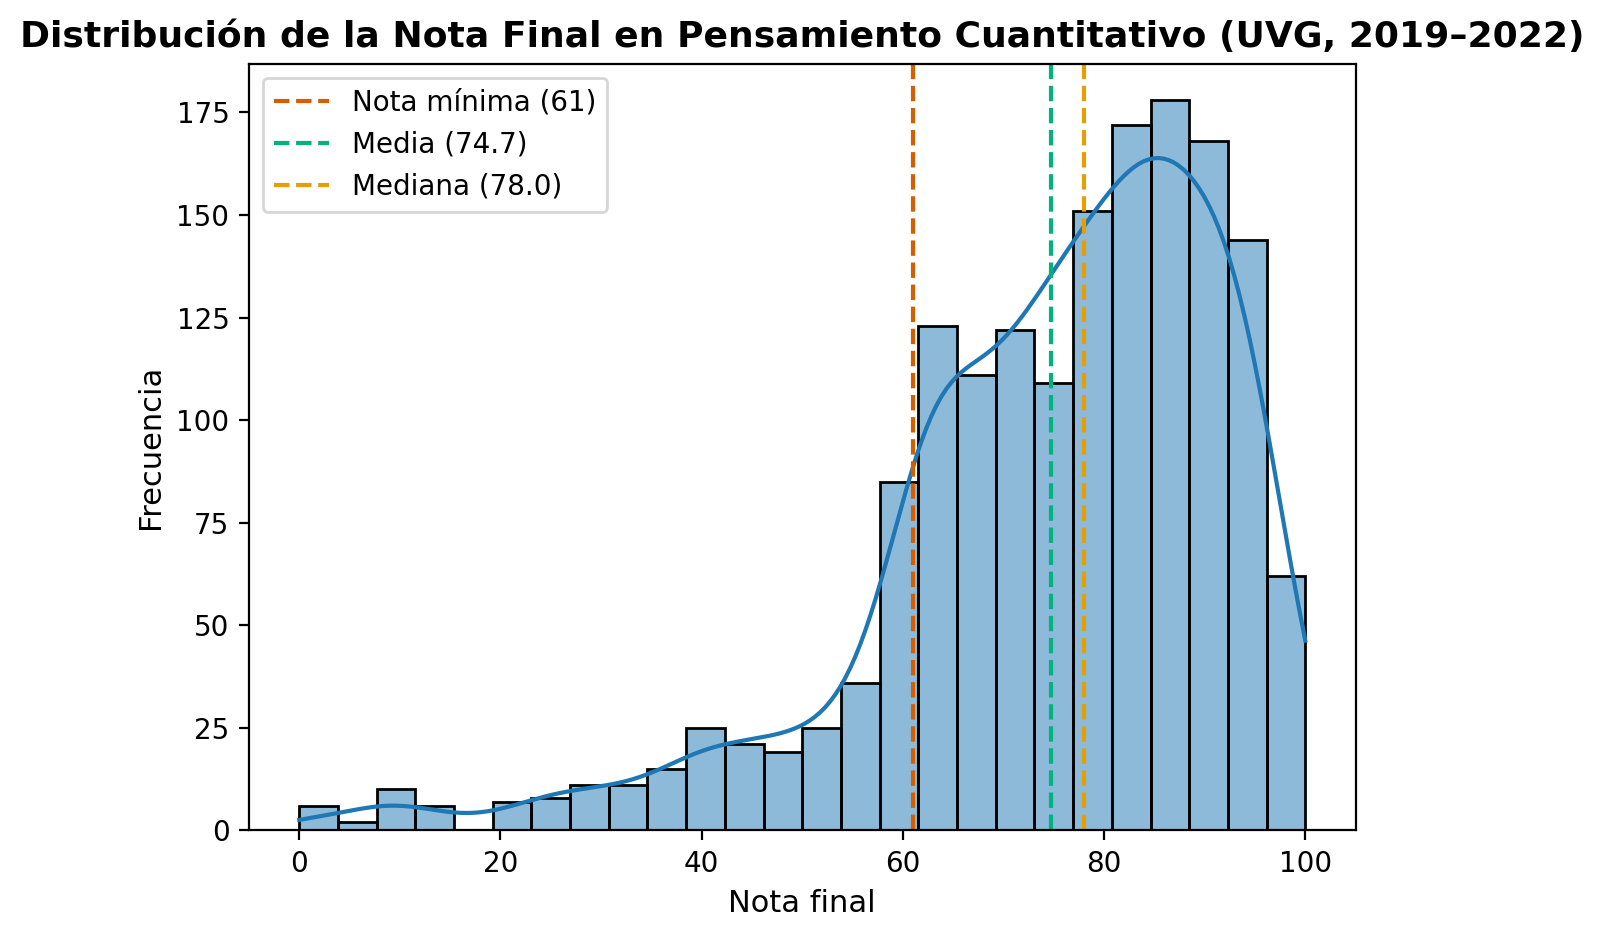 Distribución de la Nota Final en Pensamiento Cuantitativo (UVG, 2019–2022)
Nota mínima (61)
Media (74.7)
Mediana (78.0)
175
150
125
100
75
50
25
0
Frecuencia
0 20 40 60 80 100
Nota final